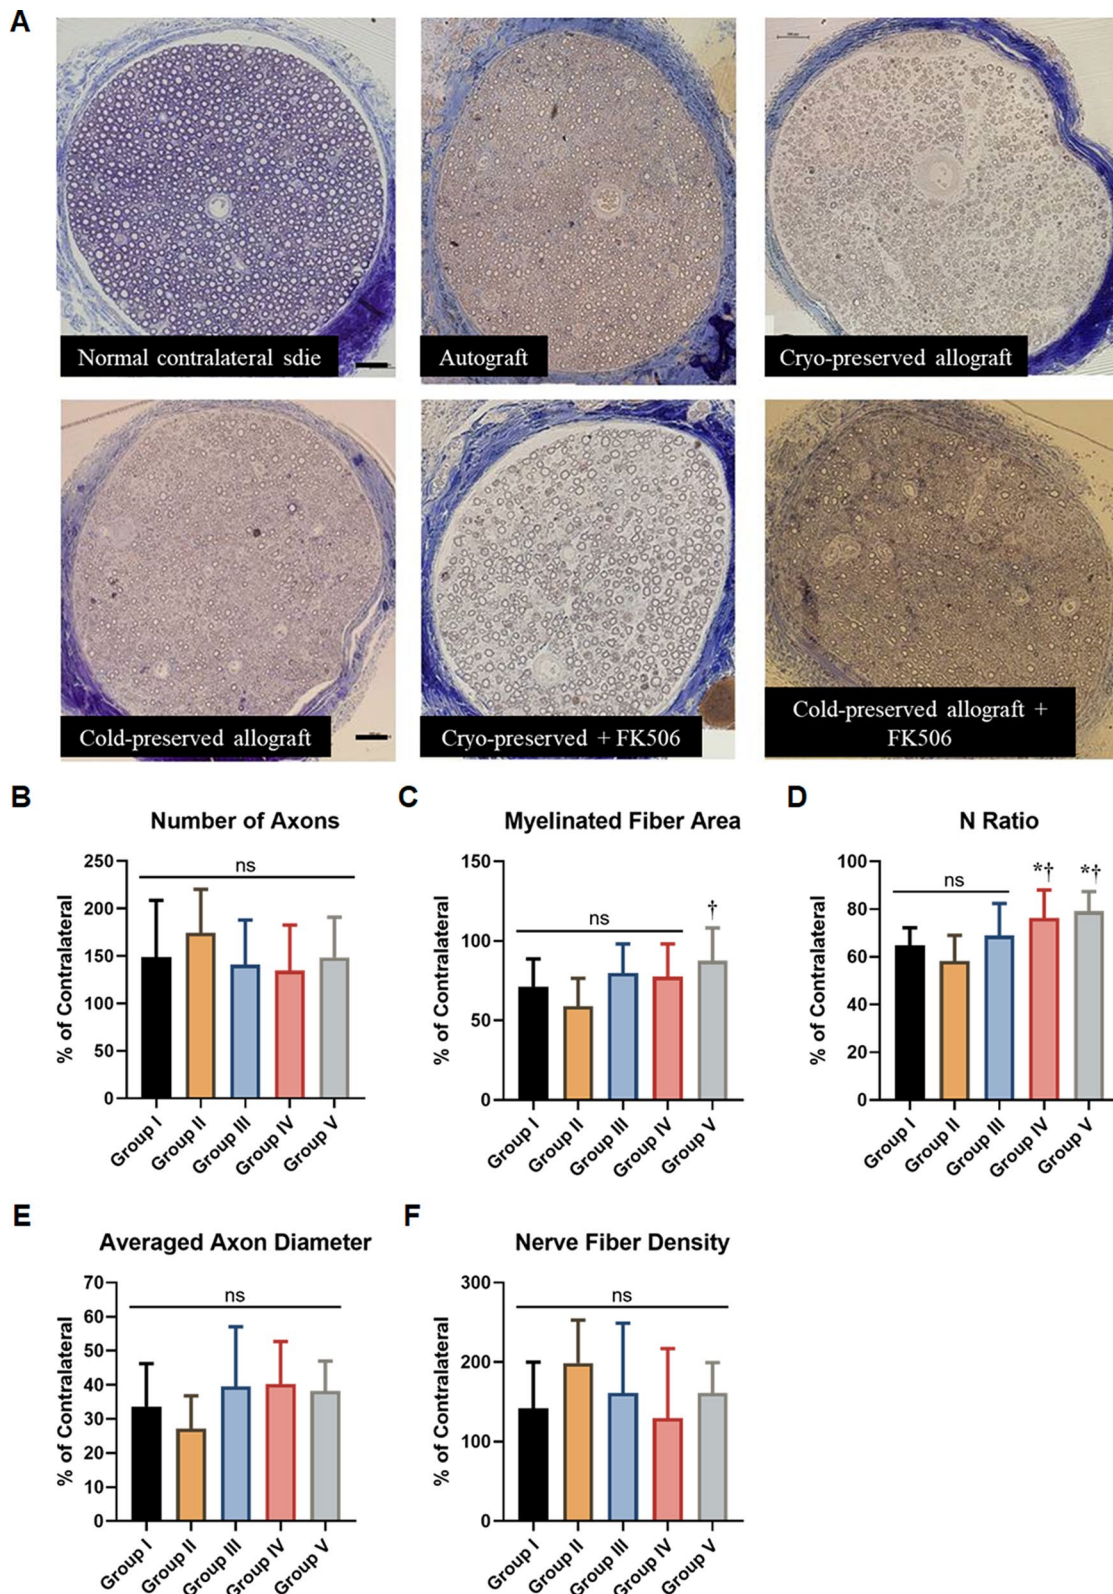 A
Normal contralateral sdie
Autograft
Cryo-preserved allograft
Cold-preserved allograft
Cryo-preserved + FK506
Cold-preserved allograft +
FK506
B
Number of Axons
% of Contralateral
250
200
150
100
50
0
ns
Group I
Group II
Group III
Group IV
Group V
C
Myelinated Fiber Area
% of Contralateral
150
100
50
0
ns
†
Group I
Group II
Group III
Group IV
Group V
D
N Ratio
% of Contralateral
100
80
60
40
20
0
ns
*†
*†
Group I
Group II
Group III
Group IV
Group V
E
Averaged Axon Diameter
% of Contralateral
70
60
50
40
30
20
10
0
ns
Group I
Group II
Group III
Group IV
Group V
F
Nerve Fiber Density
% of Contralateral
300
200
100
0
ns
Group I
Group II
Group III
Group IV
Group V